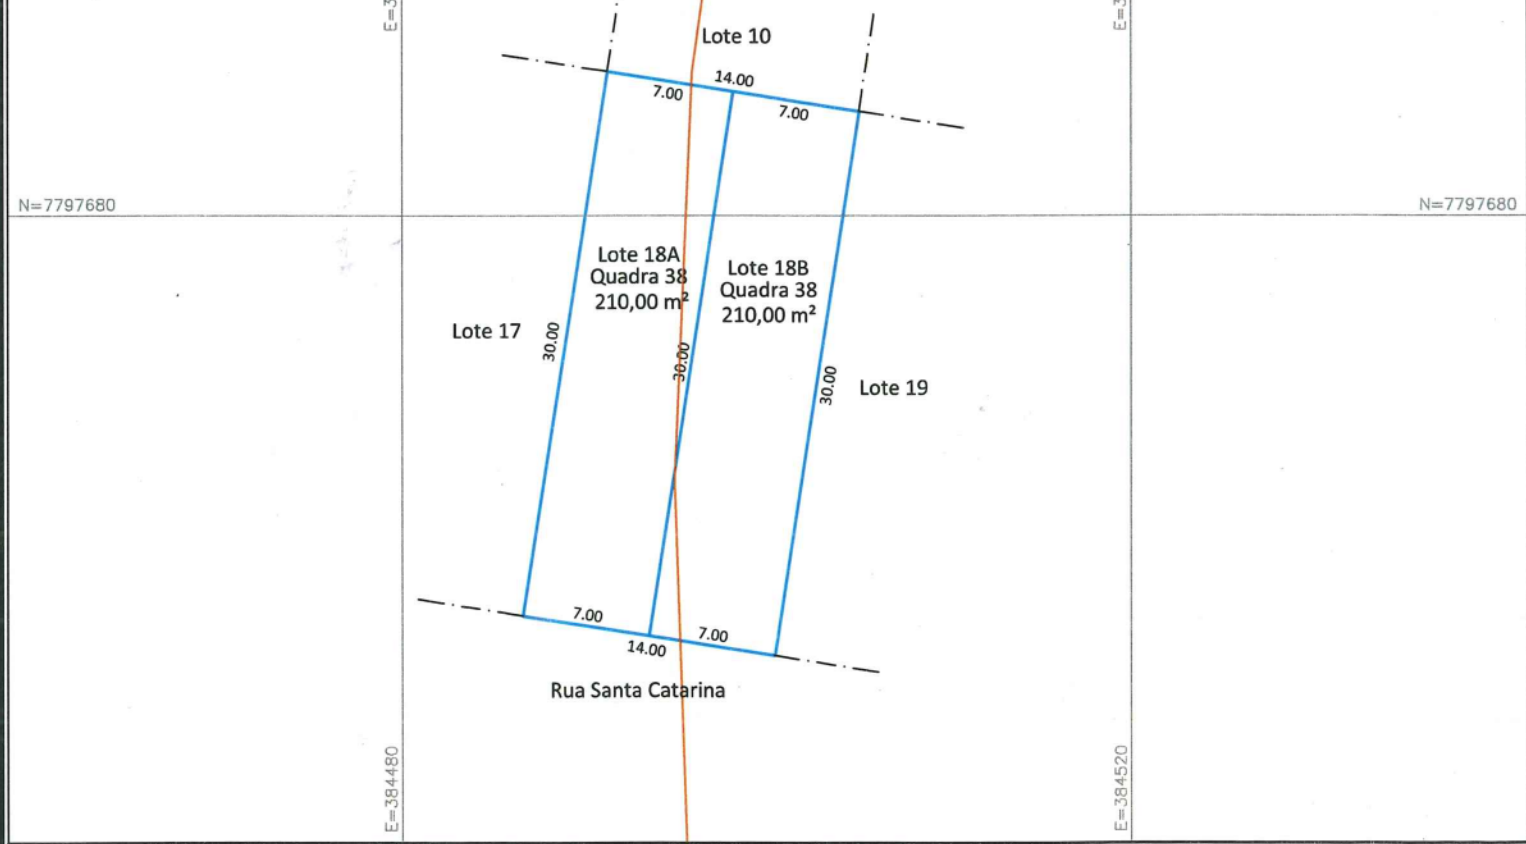 E=3
E=3
Lote 10
14.00
7.00
7.00
N=7797680
N=7797680
Lote 18A
Quadra 38
210,00 m²
Lote 18B
Quadra 38
210,00 m²
Lote 17
30.00
30.00
30.00
Lote 19
7.00
14.00
7.00
Rua Santa Catarina
E=384480
E=384520